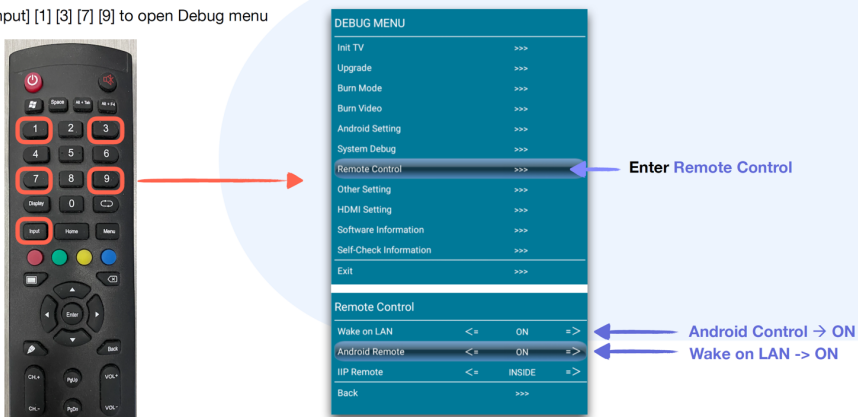 nput] [1] [3] [7] [9] to open Debug menu
Space Alt + Tab Alt + F4
1 2 3
4 5 6
7 8 9
Display 0
Input Home Menu
Enter
Back
CH.+ PgUp VOL+
CH.- PgDn VOL-
DEBUG MENU
Init TV >>>
Upgrade >>>
Burn Mode >>>
Burn Video >>>
Android Setting >>>
System Debug >>>
Remote Control >>>
Other Setting >>>
HDMI Setting >>>
Software Information >>>
Self-Check Information >>>
Exit >>>
Enter Remote Control
Remote Control
Wake on LAN <= ON =>
Android Remote <= ON =>
IIP Remote <= INSIDE =>
Back >>>
Android Control → ON
Wake on LAN -> ON